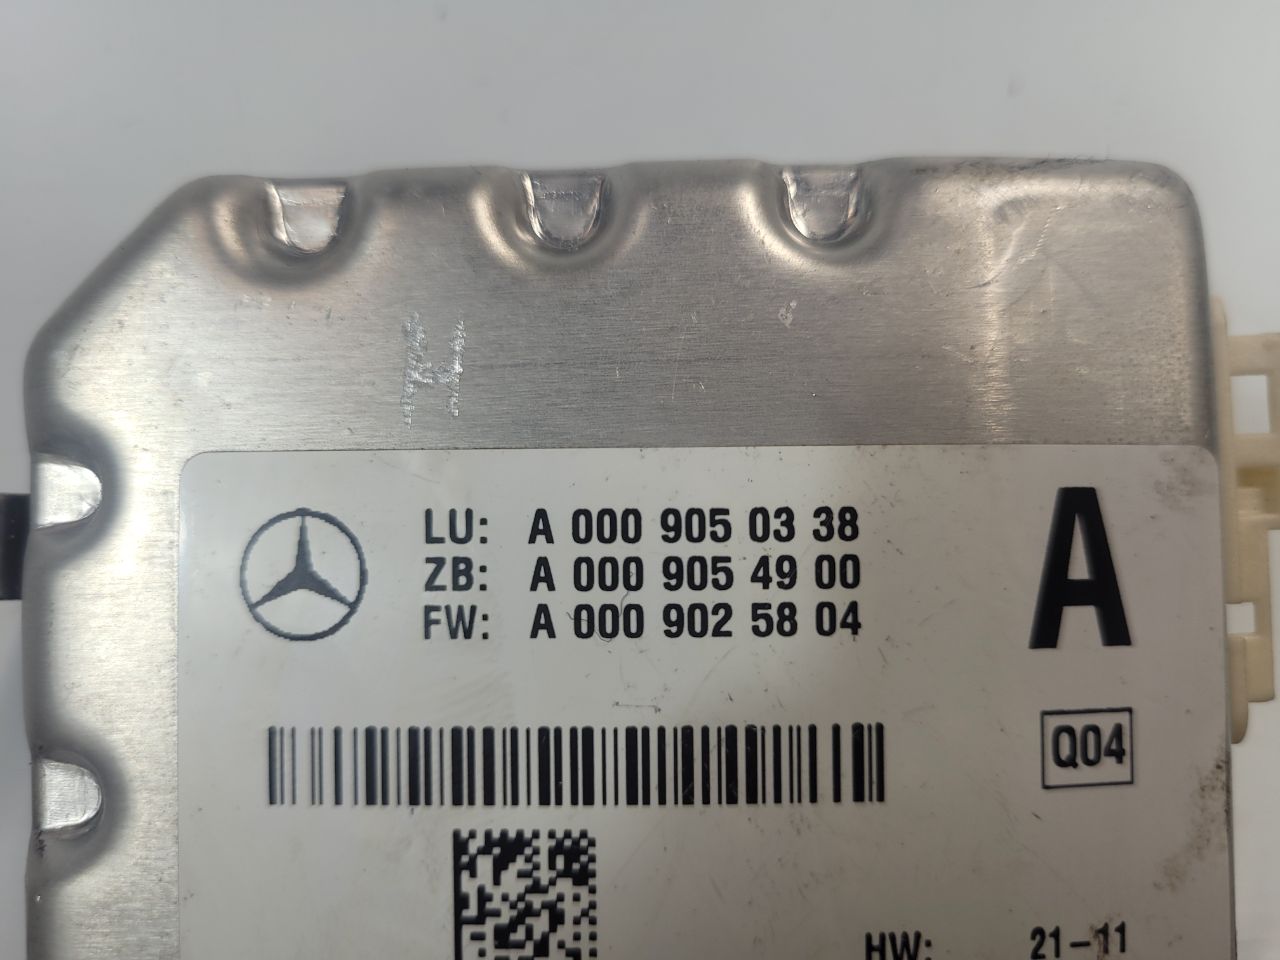 H
LU: A 000 905 03 38
ZB: A 000 905 49 00
FW: A 000 902 58 04
A
Q04
HW: 21-11